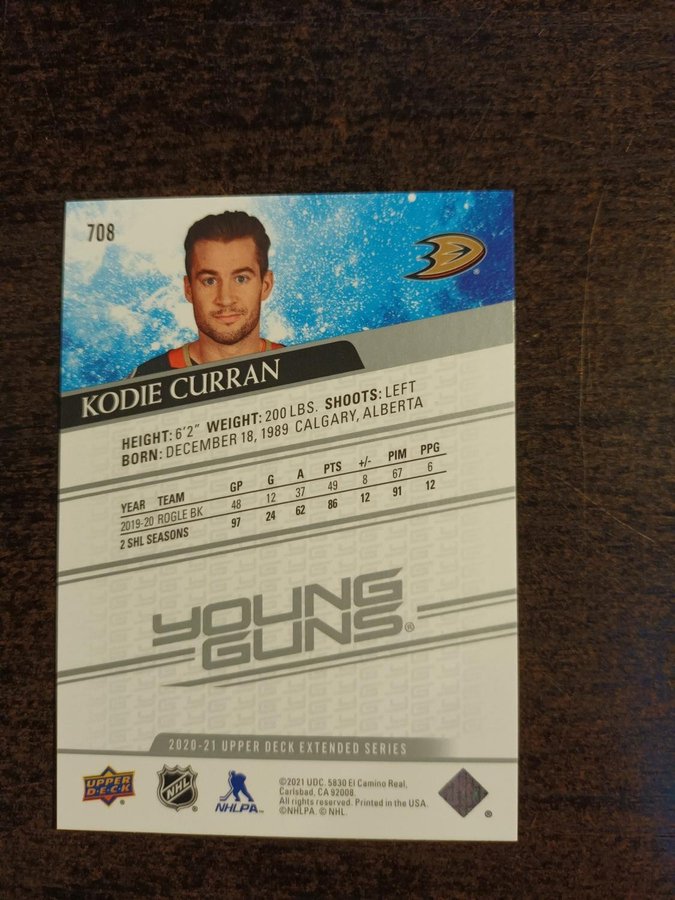 708
KODIE CURRAN
HEIGHT: 6'2" WEIGHT: 200 LBS. SHOOTS: LEFT
BORN: DECEMBER 18, 1989 CALGARY, ALBERTA
YEAR TEAM GP G A PTS +/- PIM PPG
2019-20 ROGLE BK 48 12 37 49 8 67 6
2 SHL SEASONS 97 24 62 86 12 91 12
YOUNG
GUNS®
2020-21 UPPER DECK EXTENDED SERIES
UPPER
D·E·C·K
NHL
NHLPA
©2021 UDC. 5830 El Camino Real,
Carlsbad, CA 92008.
All rights reserved. Printed in the USA.
©NHLPA. © NHL.